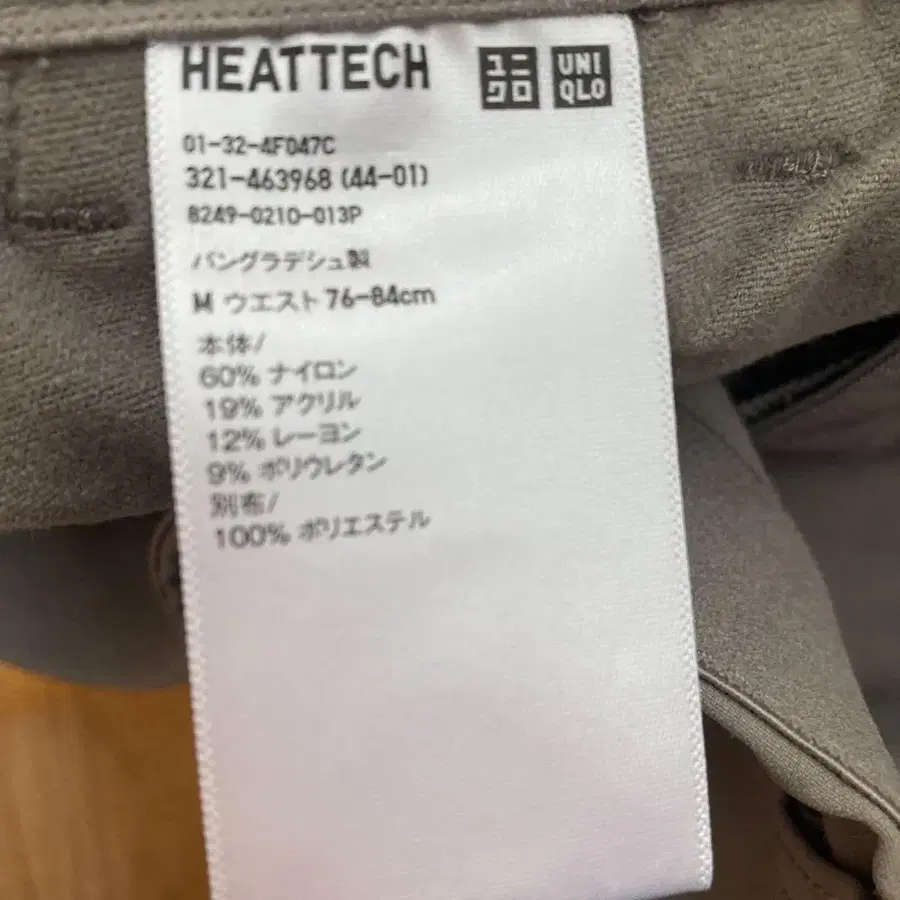 HEATTECH
ユニ
クロ
UNI
QLO
01-32-4F047C
321-463968 (44-01)
8249-0210-013P
バングラデシュ製
M ウエスト 76-84cm
本体/
60% ナイロン
19% アクリル
12% レーヨン
9% ポリウレタン
別布/
100% ポリエステル